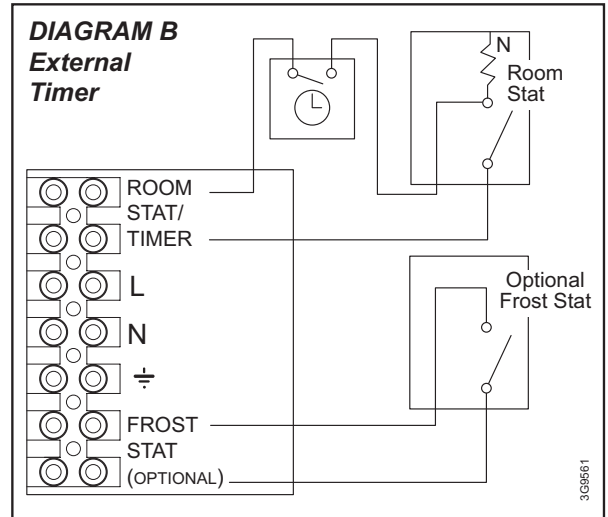 DIAGRAM B
External
Timer
N
Room
Stat
ROOM
STAT/
TIMER
L
N
Optional
Frost Stat
FROST
STAT
(OPTIONAL)
3G9561